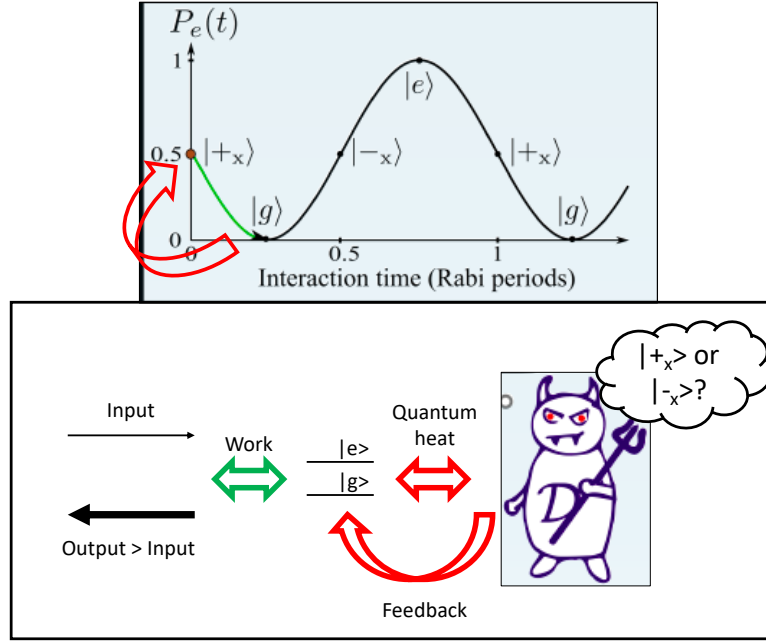 P_e(t)
1
|e⟩
0.5
|+ₓ⟩
|-ₓ⟩
|+ₓ⟩
|g⟩
|g⟩
0
0
0.5
1
Interaction time (Rabi periods)
|+ₓ> or
|-ₓ>?
Input
Quantum
heat
Work
|e>
|g>
D
Output > Input
Feedback